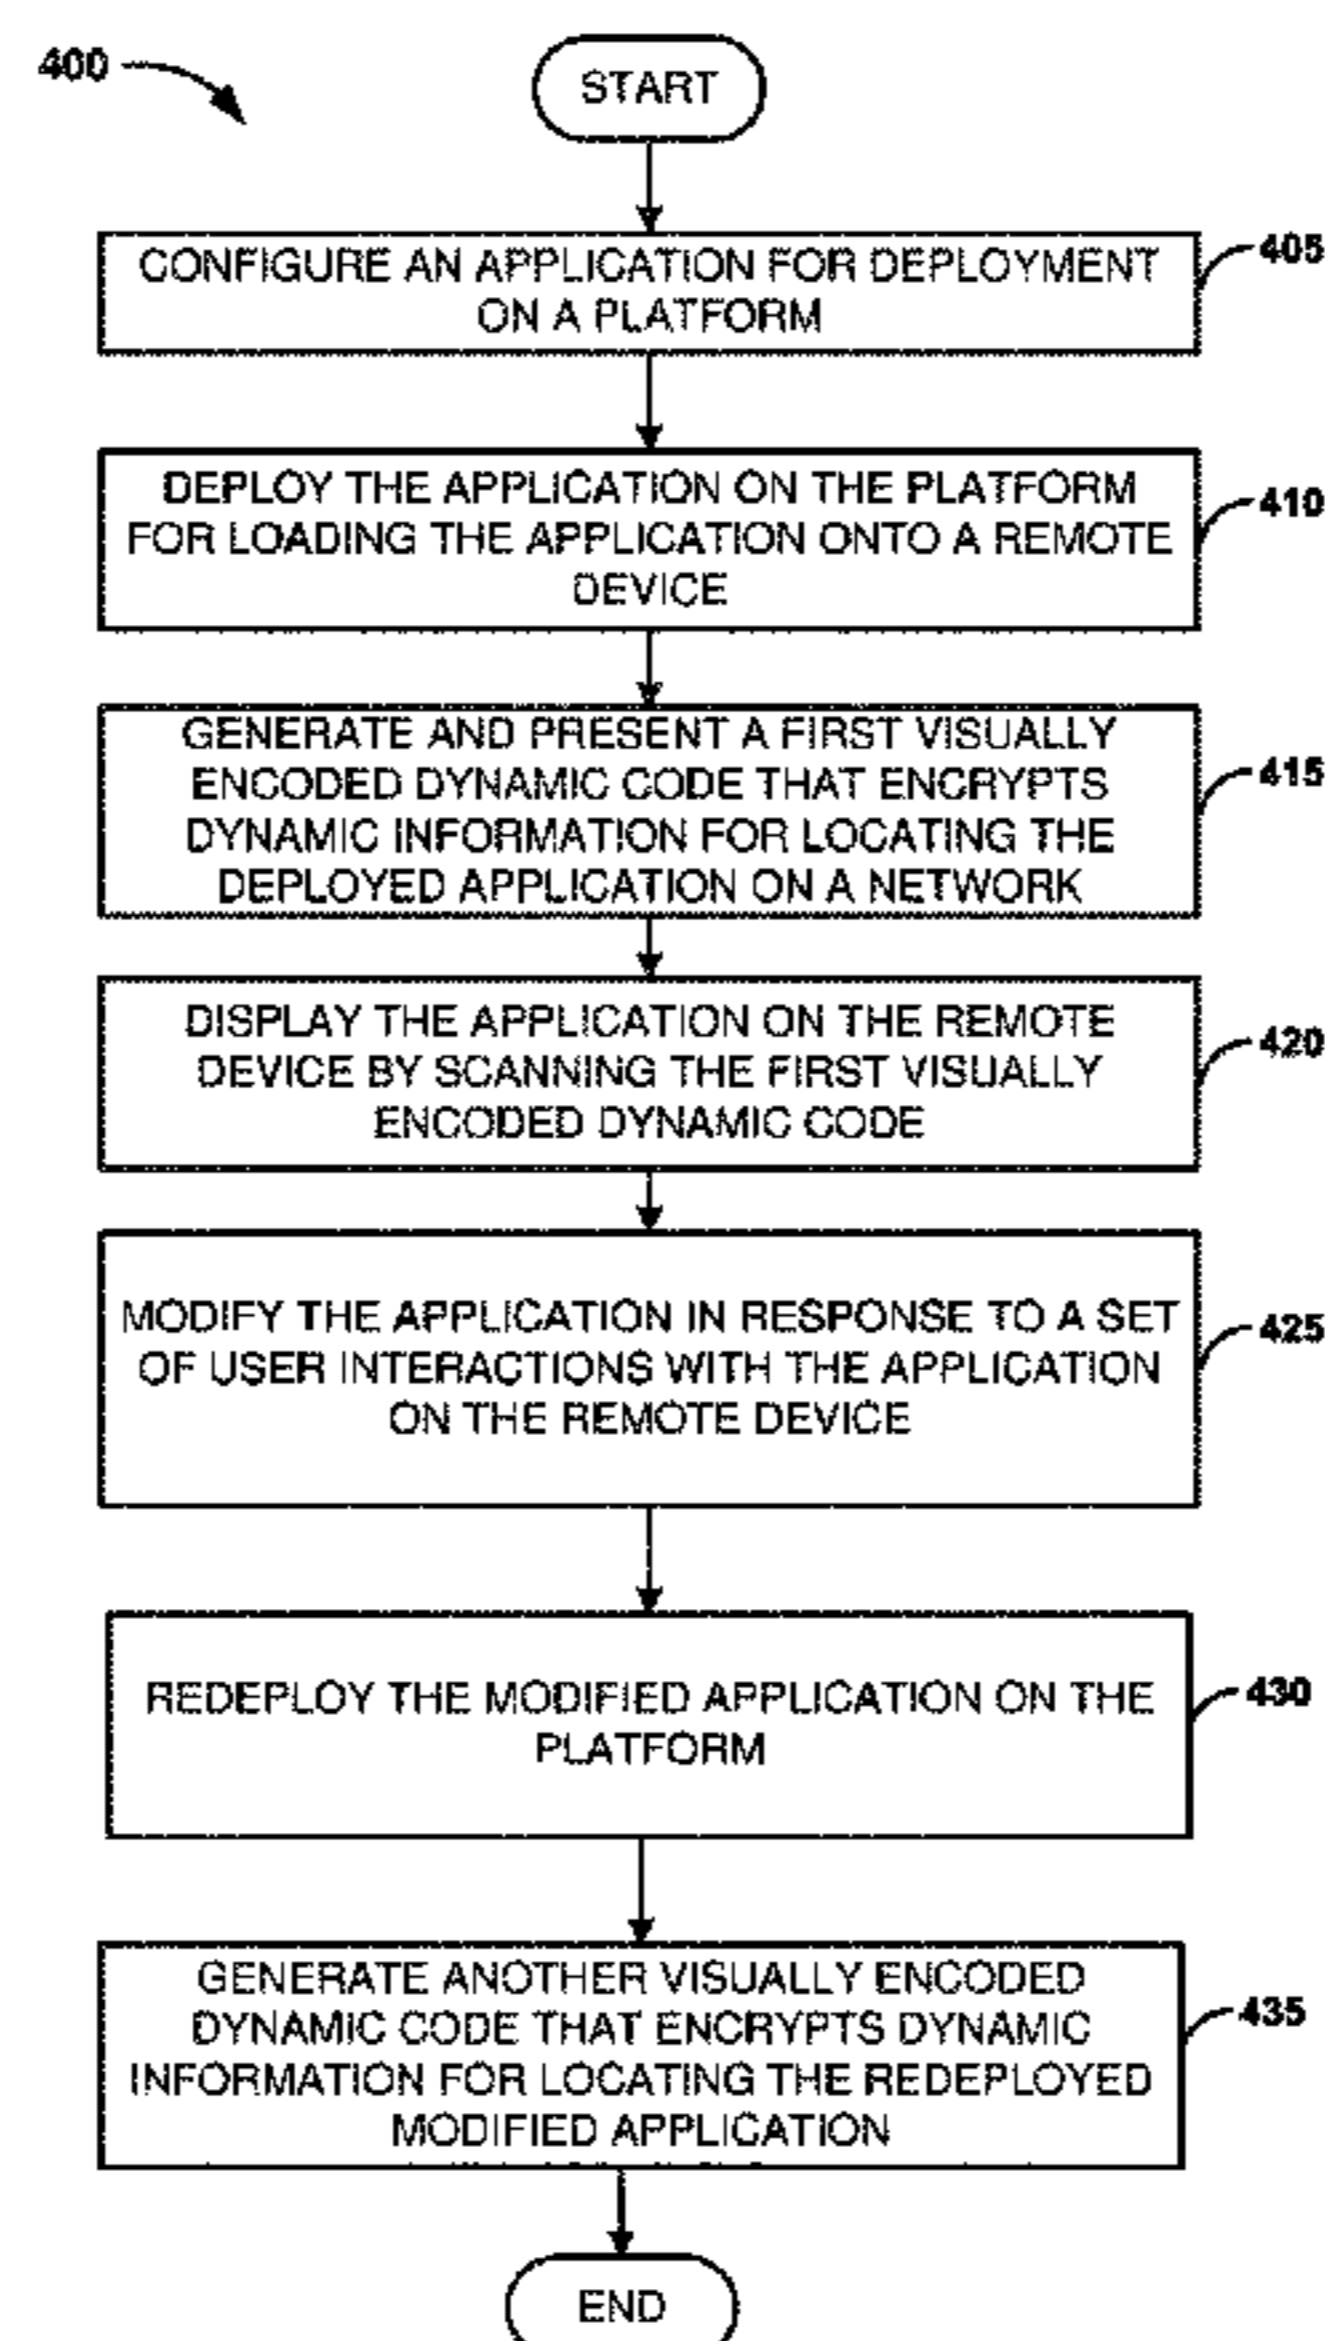 400
START
CONFIGURE AN APPLICATION FOR DEPLOYMENT
ON A PLATFORM
405
DEPLOY THE APPLICATION ON THE PLATFORM
FOR LOADING THE APPLICATION ONTO A REMOTE
DEVICE
410
GENERATE AND PRESENT A FIRST VISUALLY
ENCODED DYNAMIC CODE THAT ENCRYPTS
DYNAMIC INFORMATION FOR LOCATING THE
DEPLOYED APPLICATION ON A NETWORK
415
DISPLAY THE APPLICATION ON THE REMOTE
DEVICE BY SCANNING THE FIRST VISUALLY
ENCODED DYNAMIC CODE
420
MODIFY THE APPLICATION IN RESPONSE TO A SET
OF USER INTERACTIONS WITH THE APPLICATION
ON THE REMOTE DEVICE
425
REDEPLOY THE MODIFIED APPLICATION ON THE
PLATFORM
430
GENERATE ANOTHER VISUALLY ENCODED
DYNAMIC CODE THAT ENCRYPTS DYNAMIC
INFORMATION FOR LOCATING THE REDEPLOYED
MODIFIED APPLICATION
435
END